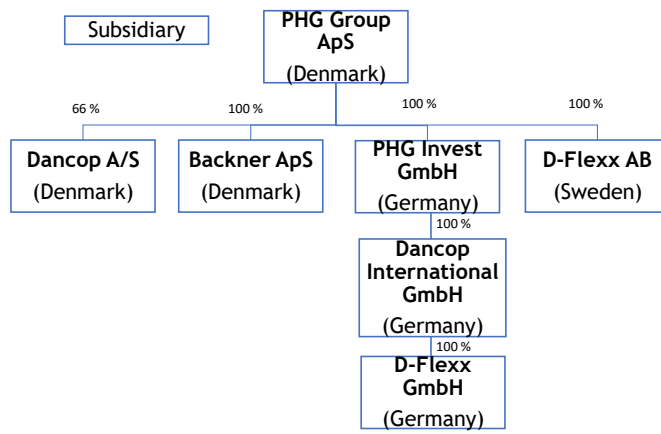 Subsidiary
PHG Group
ApS
(Denmark)
66 %
100 %
100 %
100 %
Dancop A/S
(Denmark)
Backner ApS
(Denmark)
PHG Invest
GmbH
(Germany)
D-Flexx AB
(Sweden)
100 %
Dancop
International
GmbH
(Germany)
100 %
D-Flexx
GmbH
(Germany)